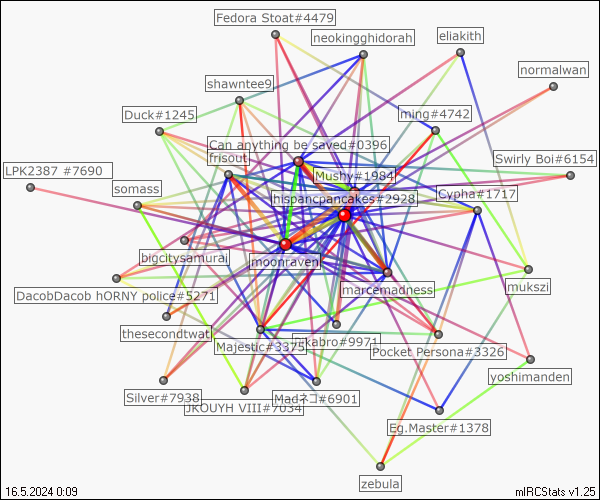 Fedora Stoat#4479
neokingghidorah
eliakith
normalwan
shawntee9
Duck#1245
ming#4742
Can anything be saved#0396
frisout
Swirly Boi#6154
LPK2387 #7690
Mushy#1984
somass
hispancpancakes#2928
Cypha#1717
bigcitysamurai
moonraven
mukszi
DacobDacob hORNY police#5271
marcemadness
thesecondtwat
Majestic#3375
#9971
Pocket Persona#3326
yoshimanden
Silver#7938
JKOUYH VIII#7034
Madネコ#6901
Eg.Master#1378
zebula
16.5.2024 0:09
mIRCStats v1.25